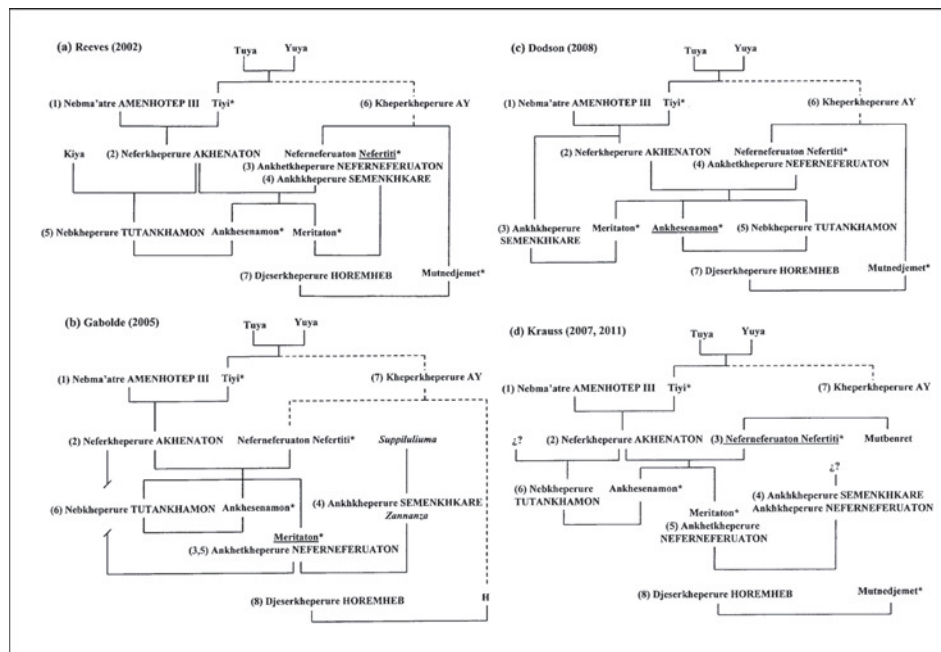 (a) Reeves (2002)
Tuya Yuya
(1) Nebma'atre AMENHOTEP III Tiyi* (6) Kheperkheperure AY
Kiya (2) Neferkheperure AKHENATON Neferneferuaton Nefertiti*
(3) Ankhetkheperure NEFERNEFERUATON
(4) Ankhkheperure SEMENKHKARE
(5) Nebkheperure TUTANKHAMON Ankhesenamon* Meritaton*
(7) Djeserkheperure HOREMHEB Mutnedjemet*
(b) Gabolde (2005)
Tuya Yuya
(1) Nebma'atre AMENHOTEP III Tiyi* (7) Kheperkheperure AY
(2) Neferkheperure AKHENATON Neferneferuaton Nefertiti* Suppiluliuma
(6) Nebkheperure TUTANKHAMON Ankhesenamon* (4) Ankhkheperure SEMENKHKARE
Zannanza
Meritaton*
(3,5) Ankhetkheperure NEFERNEFERUATON
(8) Djeserkheperure HOREMHEB H
(c) Dodson (2008)
Tuya Yuya
(1) Nebma'atre AMENHOTEP III Tiyi* (6) Kheperkheperure AY
(2) Neferkheperure AKHENATON Neferneferuaton Nefertiti*
(4) Ankhetkheperure NEFERNEFERUATON
(3) Ankhkheperure Meritaton* Ankhesenamon* (5) Nebkheperure TUTANKHAMON
SEMENKHKARE
(7) Djeserkheperure HOREMHEB Mutnedjemet*
(d) Krauss (2007, 2011)
Tuya Yuya
(1) Nebma'atre AMENHOTEP III Tiyi* (7) Kheperkheperure AY
¿? (2) Neferkheperure AKHENATON (3) Neferneferuaton Nefertiti* Mutbenret
¿?
(6) Nebkheperure Ankhesenamon* (4) Ankhkheperure SEMENKHKARE
TUTANKHAMON Ankhkheperure NEFERNEFERUATON
Meritaton*
(5) Ankhetkheperure
NEFERNEFERUATON
(8) Djeserkheperure HOREMHEB Mutnedjemet*